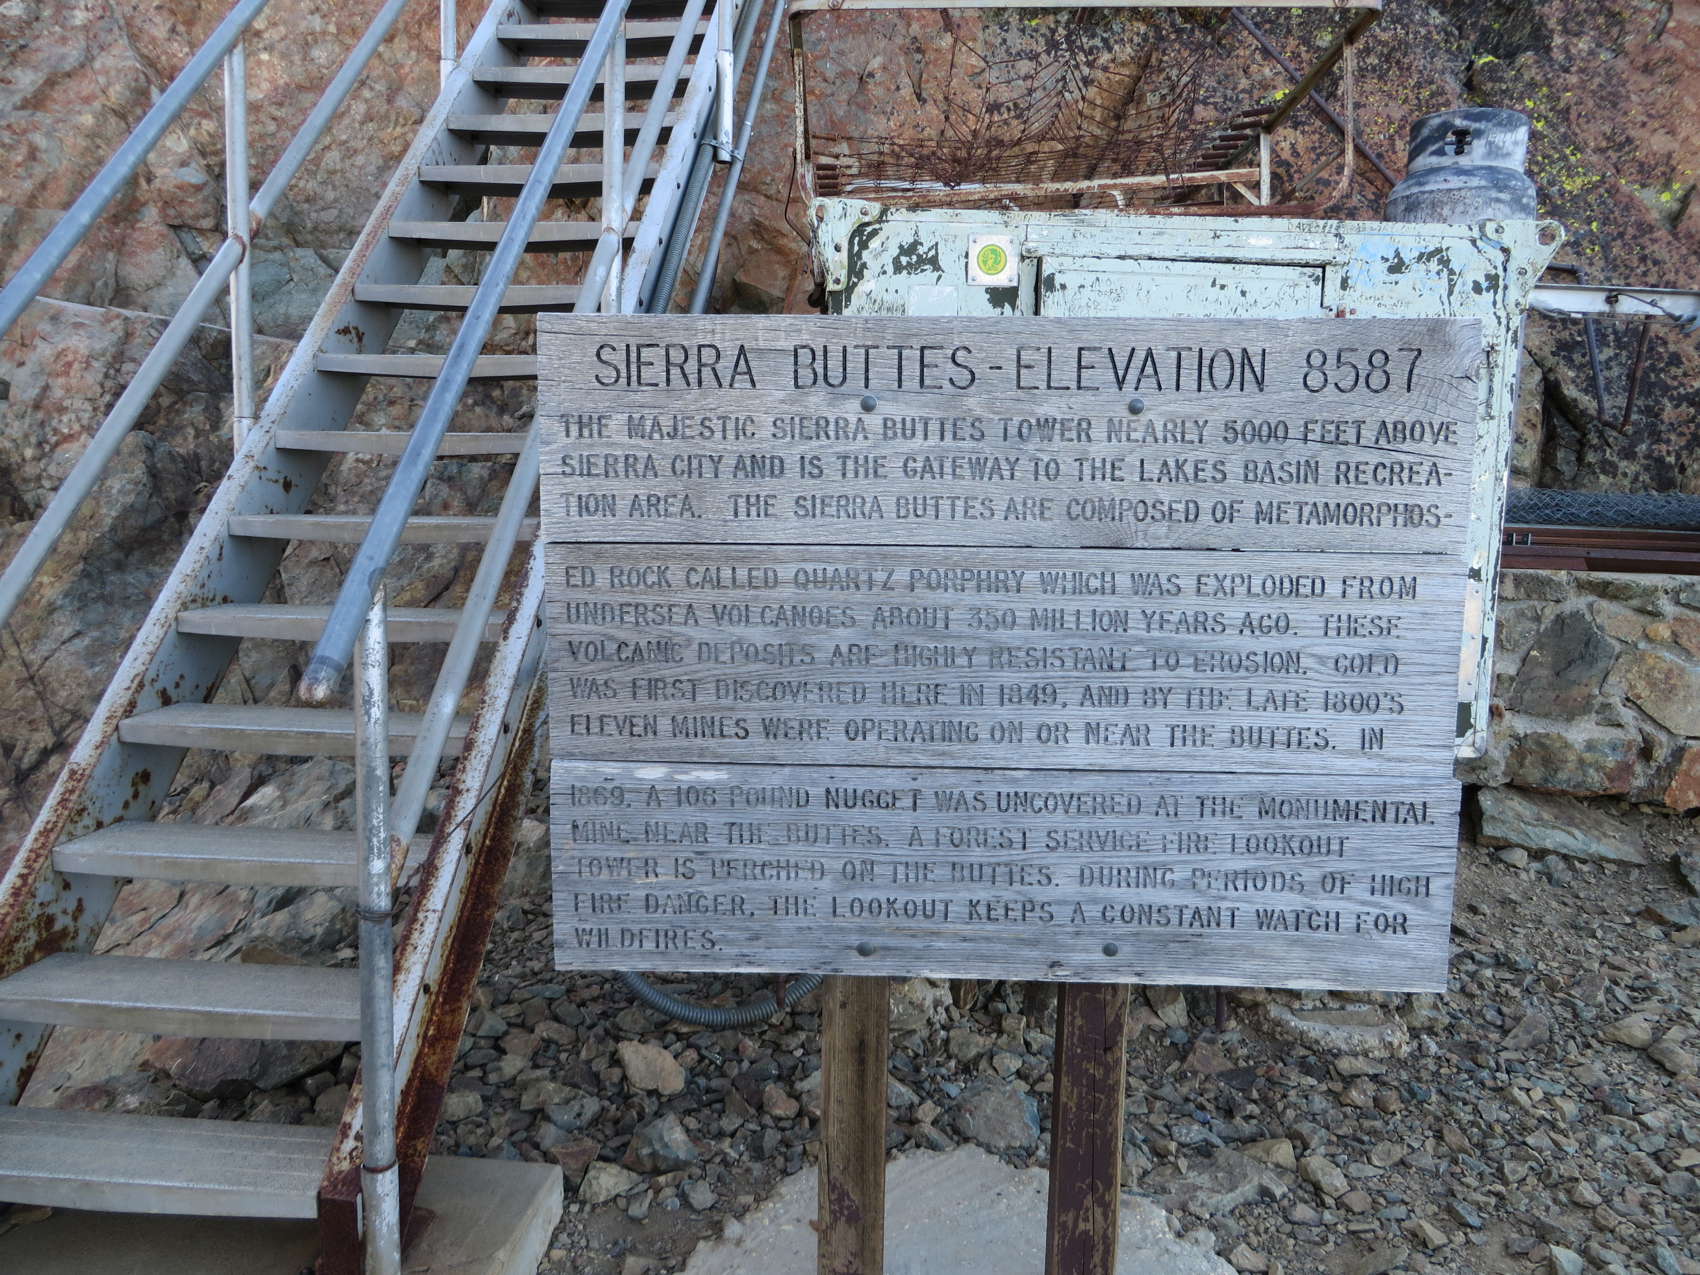 SIERRA BUTTES-ELEVATION 8587
THE MAJESTIC SIERRA BUTTES TOWER NEARLY 5000 FEET ABOVE
SIERRA CITY AND IS THE GATEWAY TO THE LAKES BASIN RECREA-
TION AREA. THE SIERRA BUTTES ARE COMPOSED OF METAMORPHOS-
ED ROCK CALLED QUARTZ PORPHRY WHICH WAS EXPLODED FROM
UNDERSEA VOLCANOES ABOUT 350 MILLION YEARS AGO. THESE
VOLCANIC DEPOSITS ARE HIGHLY RESISTANT TO EROSION. GOLD
WAS FIRST DISCOVERED HERE IN 1849, AND BY THE LATE 1800'S
ELEVEN MINES WERE OPERATING ON OR NEAR THE BUTTES. IN
1869, A 106 POUND NUGGET WAS UNCOVERED AT THE MONUMENTAL
MINE NEAR THE BUTTES. A FOREST SERVICE FIRE LOOKOUT
TOWER IS PERCHED ON THE BUTTES. DURING PERIODS OF HIGH
FIRE DANGER, THE LOOKOUT KEEPS A CONSTANT WATCH FOR
WILDFIRES.